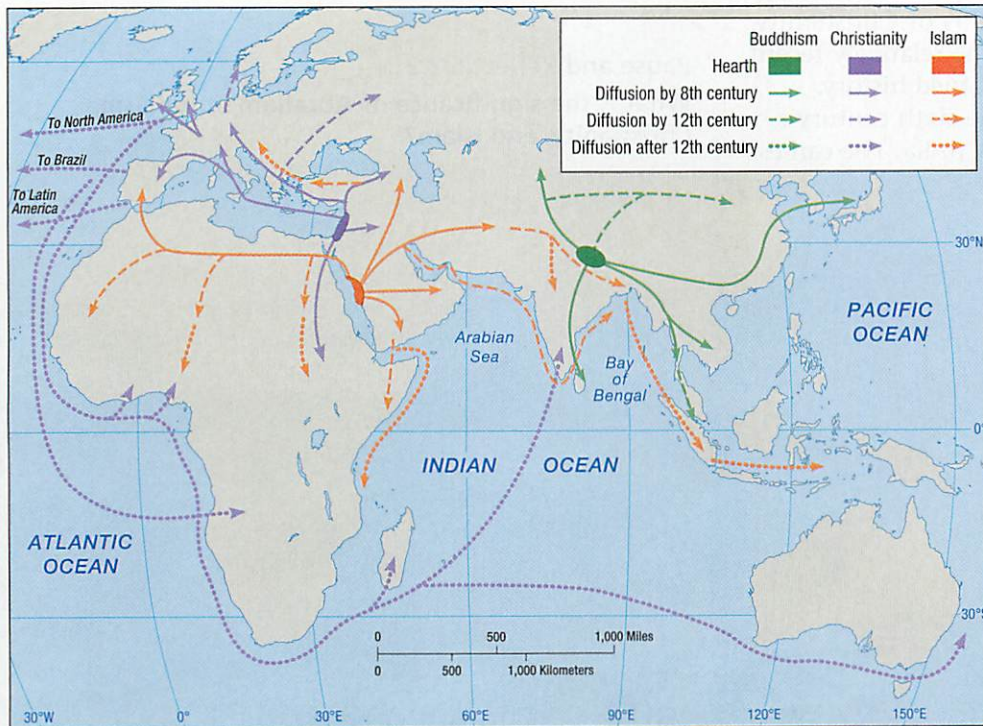 Buddhism Christianity Islam
Hearth
Diffusion by 8th century
Diffusion by 12th century
Diffusion after 12th century
To North America
To Brazil
To Latin
America
30°N
PACIFIC
OCEAN
Arabian
Sea
Bay
of
Bengal
0°
INDIAN OCEAN
ATLANTIC
OCEAN
30°S
0 500 1,000 Miles
0 500 1,000 Kilometers
30°W 0° 30°E 60°E 90°E 120°E 150°E